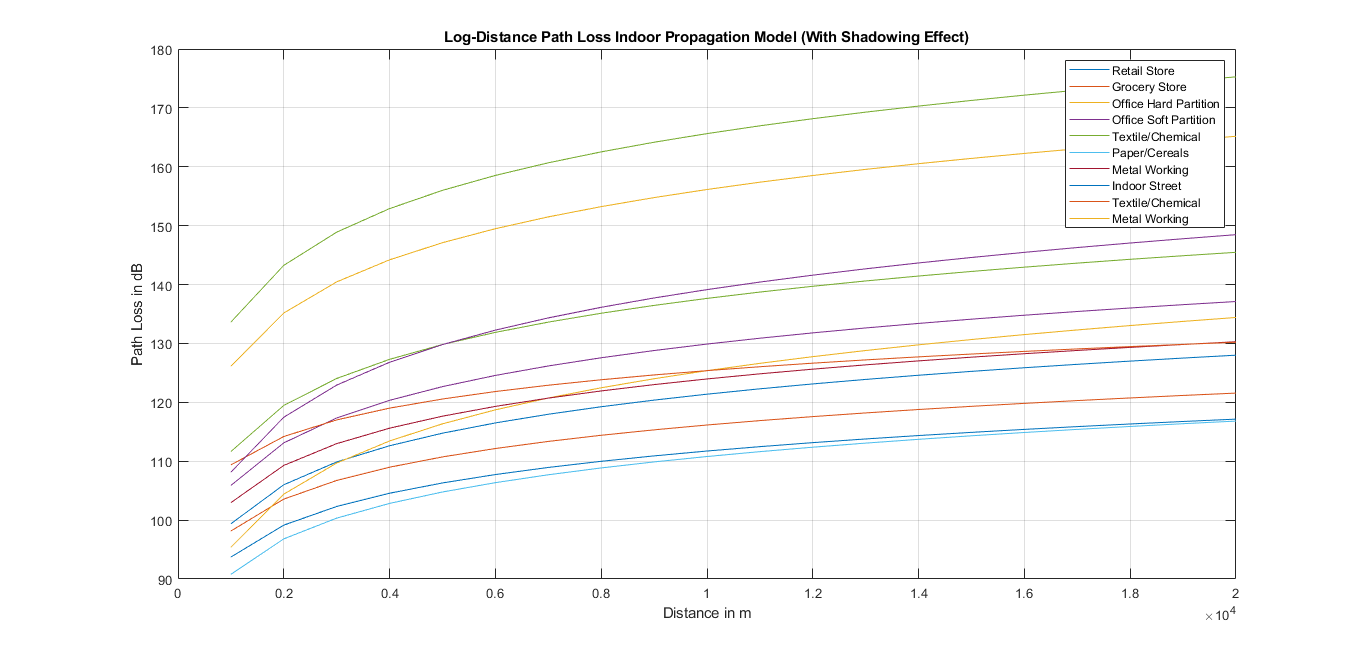 Log-Distance Path Loss Indoor Propagation Model (With Shadowing Effect)
180
170
160
150
140
130
120
110
100
90
Path Loss in dB
Retail Store
Grocery Store
Office Hard Partition
Office Soft Partition
Textile/Chemical
Paper/Cereals
Metal Working
Indoor Street
Textile/Chemical
Metal Working
0 0.2 0.4 0.6 0.8 1 1.2 1.4 1.6 1.8 2
Distance in m
×10⁴